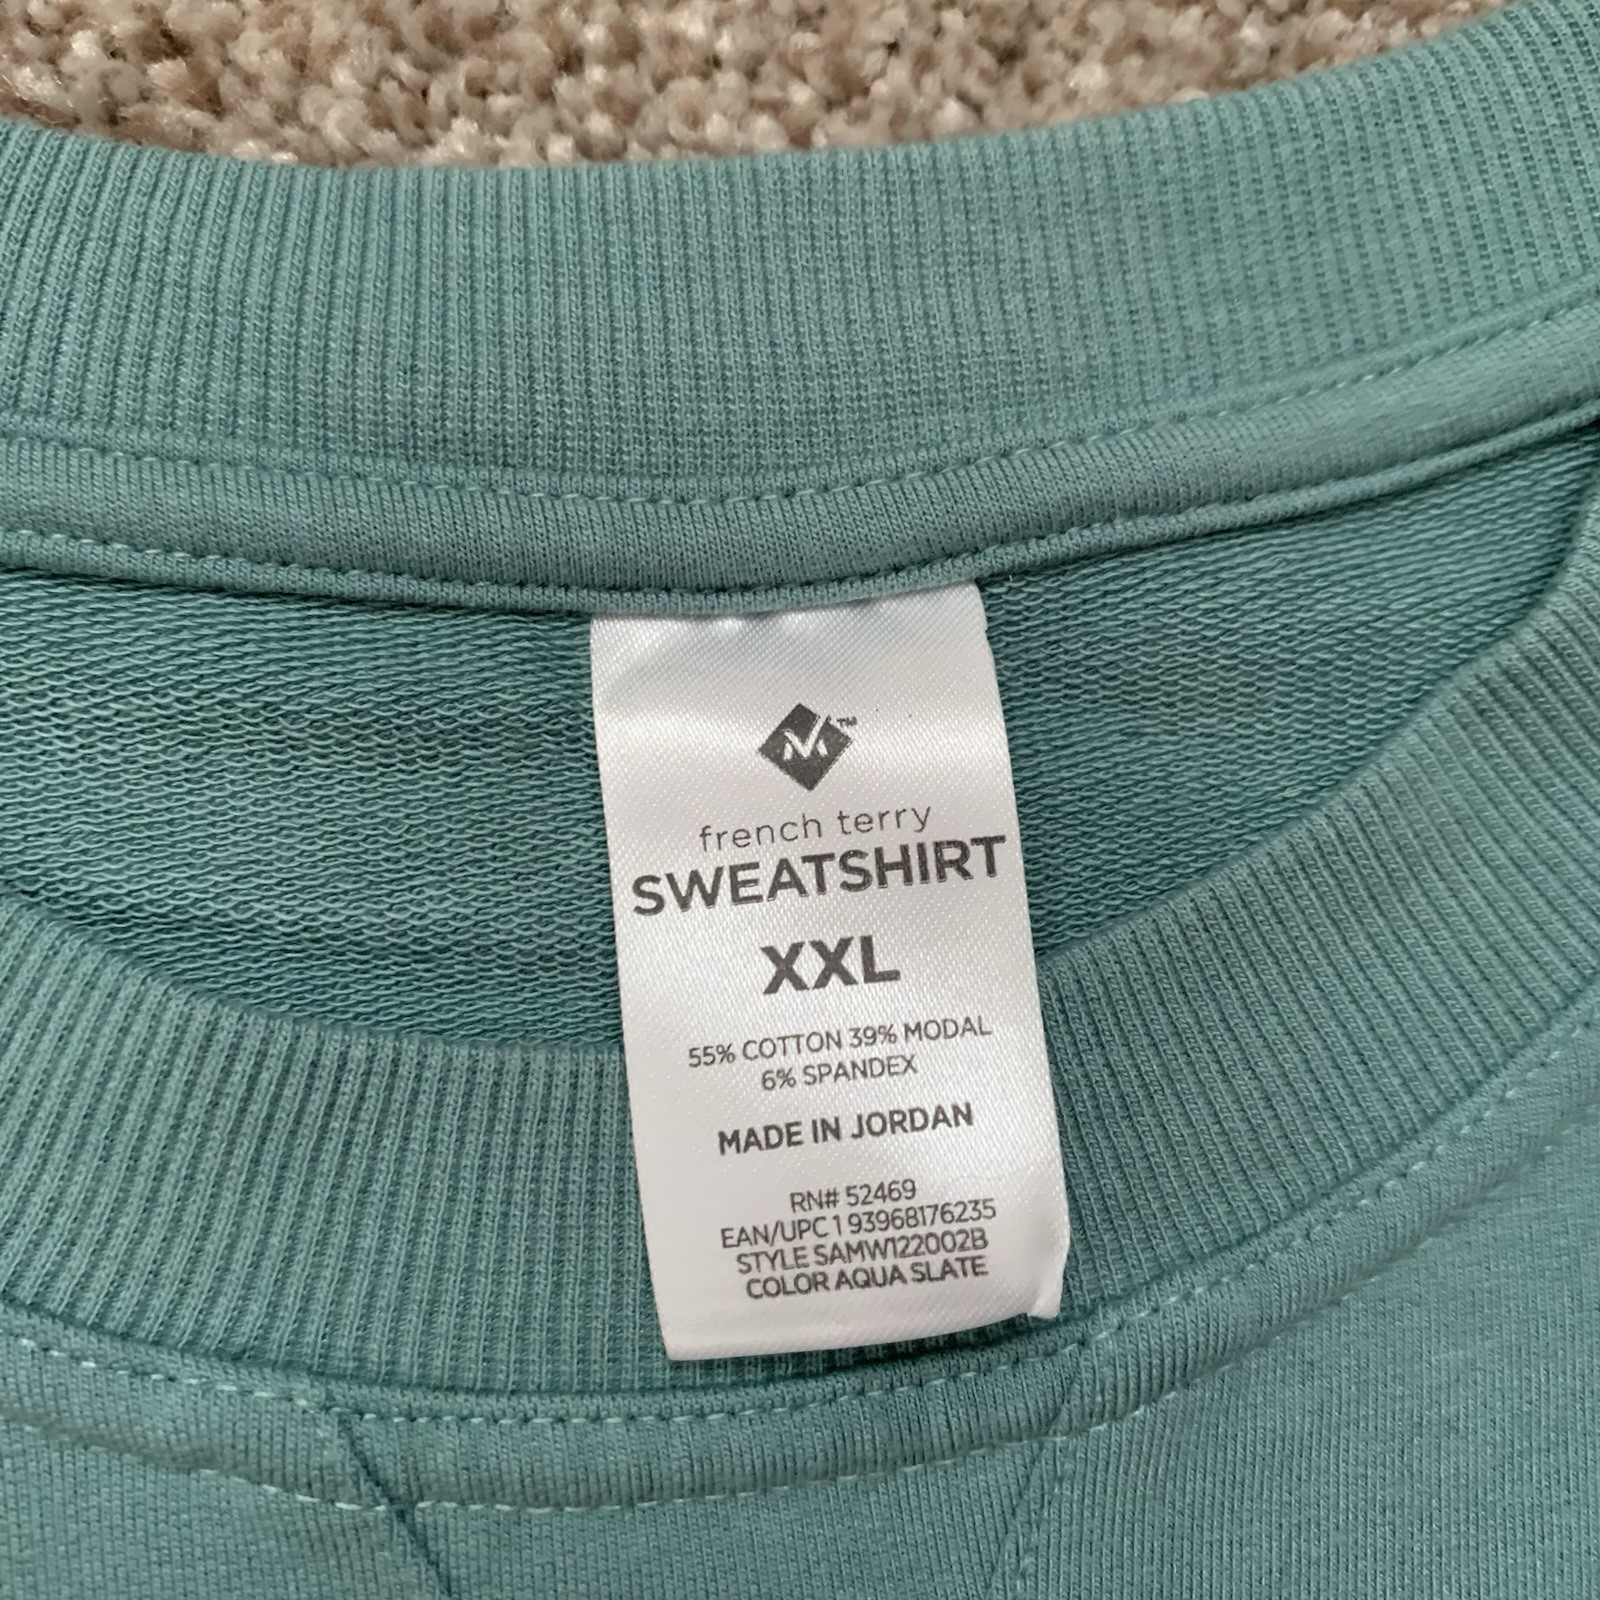 M™
french terry
SWEATSHIRT
XXL
55% COTTON 39% MODAL
6% SPANDEX
MADE IN JORDAN
RN# 52469
EAN/UPC 1 93968176235
STYLE SAMW122002B
COLOR AQUA SLATE